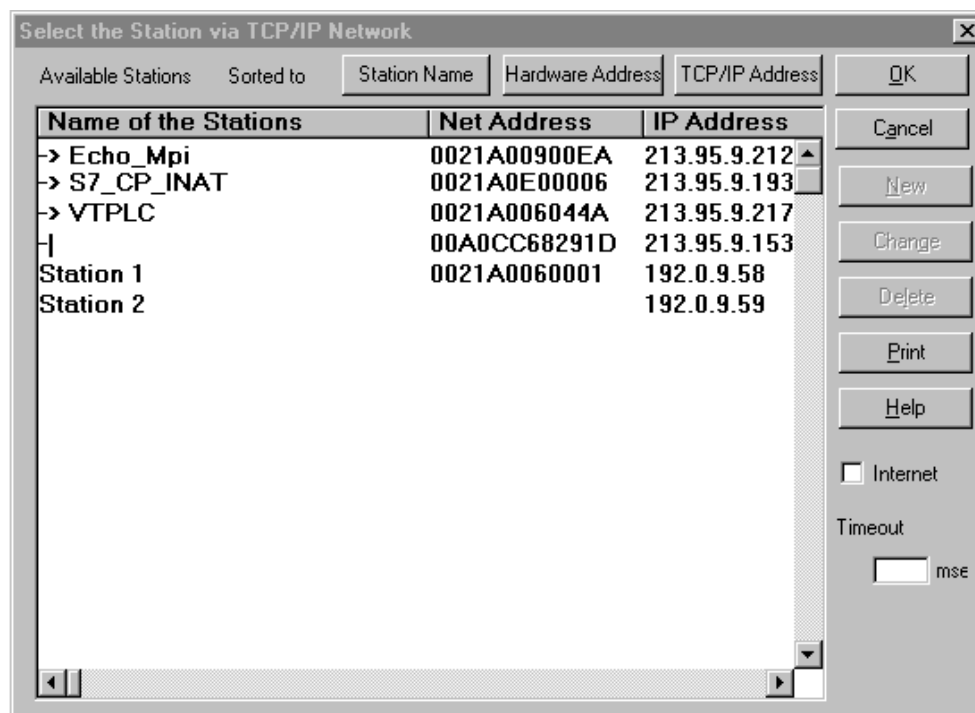 Select the Station via TCP/IP Network
Available Stations Sorted to Station Name Hardware Address TCP/IP Address OK
Name of the Stations Net Address IP Address
Cancel
-> Echo_Mpi 0021A00900EA 213.95.9.212
-> S7_CP_INAT 0021A0E00006 213.95.9.193
New
-> VTPLC 0021A006044A 213.95.9.217
-| 00A0CC68291D 213.95.9.153
Change
Station 1 0021A0060001 192.0.9.58
Station 2 192.0.9.59
Delete
Print
Help
Internet
Timeout
mse